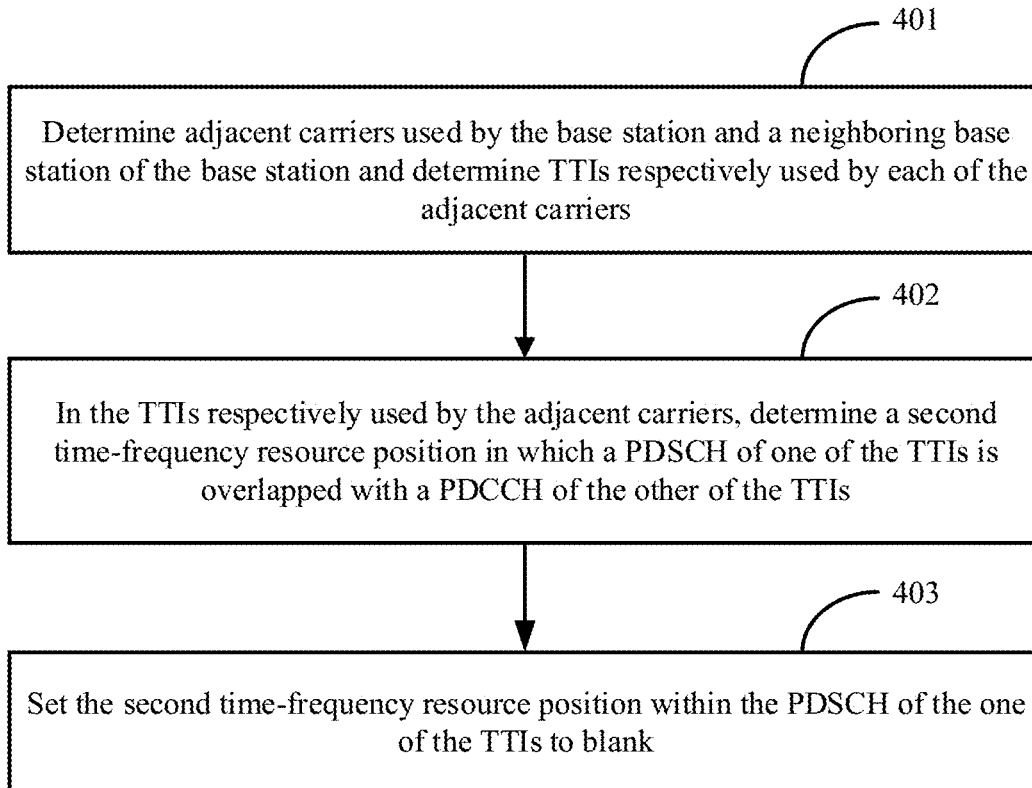 401
Determine adjacent carriers used by the base station and a neighboring base
station of the base station and determine TTIs respectively used by each of the
adjacent carriers
402
In the TTIs respectively used by the adjacent carriers, determine a second
time-frequency resource position in which a PDSCH of one of the TTIs is
overlapped with a PDCCH of the other of the TTIs
403
Set the second time-frequency resource position within the PDSCH of the one
of the TTIs to blank